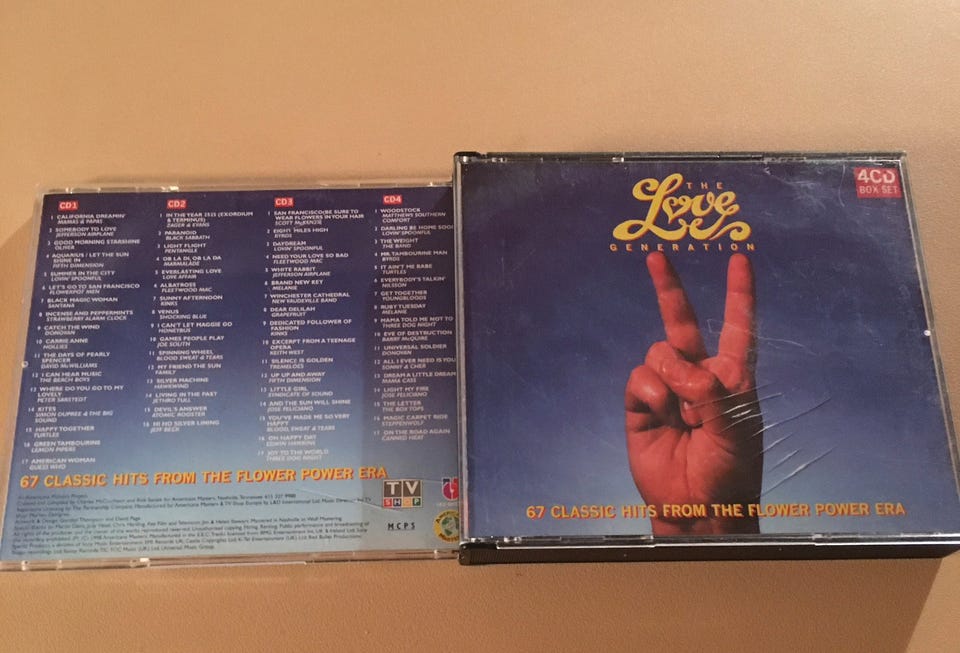 CD1
1 CALIFORNIA DREAMIN'
MAMAS & PAPAS
2 SOMEBODY TO LOVE
JEFFERSON AIRPLANE
3 GOOD MORNING STARSHINE
OLIVER
4 AQUARIUS / LET THE SUN
SHINE IN
FIFTH DIMENSION
5 SUMMER IN THE CITY
LOVIN' SPOONFUL
6 LET'S GO TO SAN FRANCISCO
FLOWERPOT MEN
7 BLACK MAGIC WOMAN
SANTANA
8 INCENSE AND PEPPERMINTS
STRAWBERRY ALARM CLOCK
9 CATCH THE WIND
DONOVAN
10 CARRIE ANNE
HOLLIES
11 THE DAYS OF PEARLY
SPENCER
DAVID McWILLIAMS
12 I CAN HEAR MUSIC
THE BEACH BOYS
13 WHERE DO YOU GO TO MY
LOVELY
PETER SARSTEDT
14 KITES
SIMON DUPREE & THE BIG
SOUND
15 HAPPY TOGETHER
TURTLES
16 GREEN TAMBOURINE
LEMON PIPERS
17 AMERICAN WOMAN
GUESS WHO
CD2
1 IN THE YEAR 2525 (EXORDIUM
& TERMINUS)
ZAGER & EVANS
2 PARANOID
BLACK SABBATH
3 LIGHT FLIGHT
PENTANGLE
4 OB LA DI, OB LA DA
MARMALADE
5 EVERLASTING LOVE
LOVE AFFAIR
6 ALBATROSS
FLEETWOOD MAC
7 SUNNY AFTERNOON
KINKS
8 VENUS
SHOCKING BLUE
9 I CAN'T LET MAGGIE GO
HONEYBUS
10 GAMES PEOPLE PLAY
JOE SOUTH
11 SPINNING WHEEL
BLOOD SWEAT & TEARS
12 MY FRIEND THE SUN
FAMILY
13 SILVER MACHINE
HAWKWIND
14 LIVING IN THE PAST
JETHRO TULL
15 DEVIL'S ANSWER
ATOMIC ROOSTER
16 HI HO SILVER LINING
JEFF BECK
CD3
1 SAN FRANCISCO (BE SURE TO
WEAR FLOWERS IN YOUR HAIR
SCOTT McKENZIE
2 EIGHT MILES HIGH
BYRDS
3 DAYDREAM
LOVIN' SPOONFUL
4 NEED YOUR LOVE SO BAD
FLEETWOOD MAC
5 WHITE RABBIT
JEFFERSON AIRPLANE
6 BRAND NEW KEY
MELANIE
7 WINCHESTER CATHEDRAL
NEW VAUDEVILLE BAND
8 DEAR DELILAH
GRAPEFRUIT
9 DEDICATED FOLLOWER OF
FASHION
KINKS
10 EXCERPT FROM A TEENAGE
OPERA
KEITH WEST
11 SILENCE IS GOLDEN
TREMELOES
12 UP UP AND AWAY
FIFTH DIMENSION
13 LITTLE GIRL
SYNDICATE OF SOUND
14 AND THE SUN WILL SHINE
JOSE FELICIANO
15 YOU'VE MADE ME SO VERY
HAPPY
BLOOD, SWEAT & TEARS
16 OH HAPPY DAY
EDWIN HAWKINS
17 JOY TO THE WORLD
THREE DOG NIGHT
CD4
1 WOODSTOCK
MATTHEWS SOUTHERN
COMFORT
2 DARLING BE HOME SOO
LOVIN' SPOONFUL
3 THE WEIGHT
THE BAND
4 MR TAMBOURINE MAN
BYRDS
5 IT AIN'T ME BABE
TURTLES
6 EVERYBODY'S TALKIN'
NILSSON
7 GET TOGETHER
YOUNGBLOODS
8 RUBY TUESDAY
MELANIE
9 MAMA TOLD ME NOT TO
THREE DOG NIGHT
10 EVE OF DESTRUCTION
BARRY McQUIRE
11 UNIVERSAL SOLDIER
DONOVAN
12 ALL I EVER NEED IS YOU
SONNY & CHER
13 DREAM A LITTLE DREAM
MAMA CASS
14 LIGHT MY FIRE
JOSE FELICIANO
15 THE LETTER
THE BOX TOPS
16 MAGIC CARPET RIDE
STEPPENWOLF
17 ON THE ROAD AGAIN
CANNED HEAT
67 CLASSIC HITS FROM THE FLOWER POWER ERA
TV
SHOP
MCPS
THE
Love
GENERATION
4CD
BOX SET
67 CLASSIC HITS FROM THE FLOWER POWER ERA